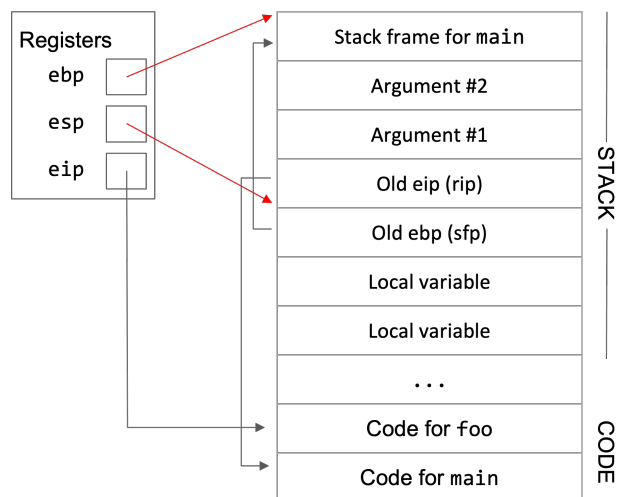 Registers
ebp
esp
eip
Stack frame for main
Argument #2
Argument #1
Old eip (rip)
Old ebp (sfp)
Local variable
Local variable
...
Code for foo
Code for main
STACK
CODE